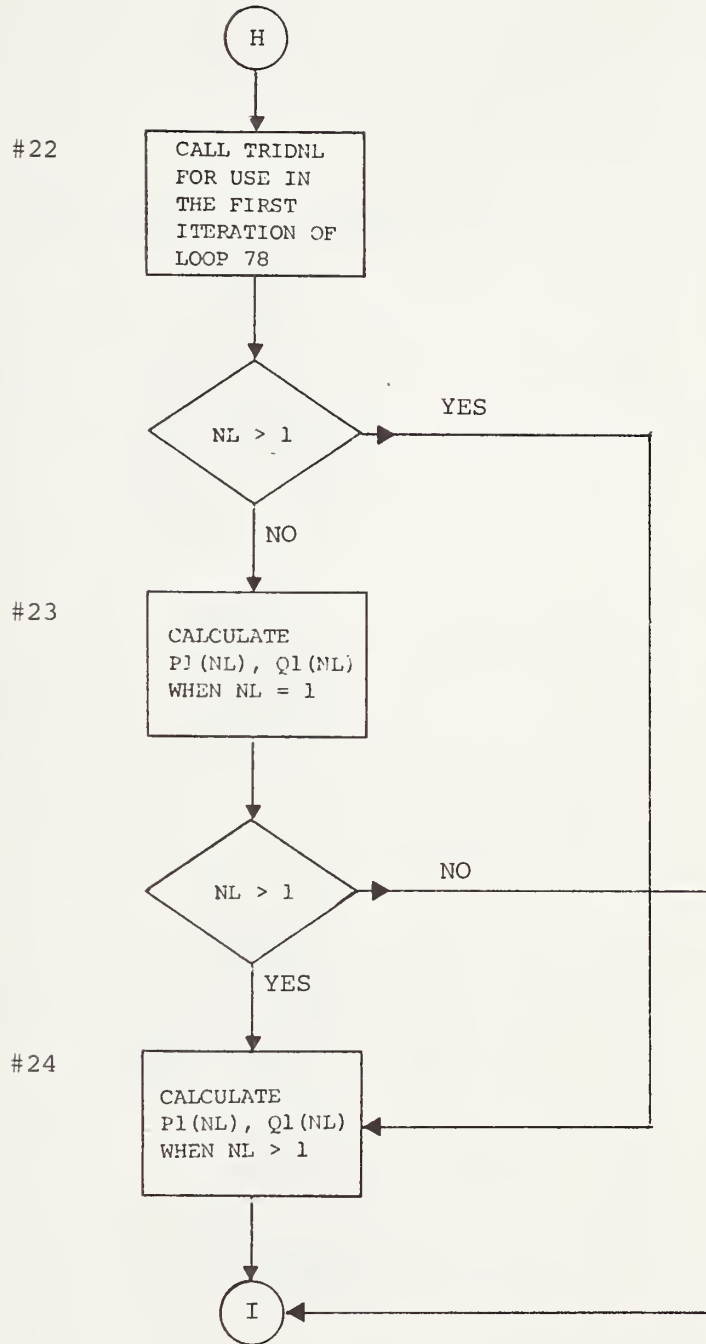 H
#22
CALL TRIDNL
FOR USE IN
THE FIRST
ITERATION OF
LOOP 78
NL > 1
YES
NO
#23
CALCULATE
P1(NL), Q1(NL)
WHEN NL = 1
NL > 1
NO
YES
#24
CALCULATE
P1(NL), Q1(NL)
WHEN NL > 1
I